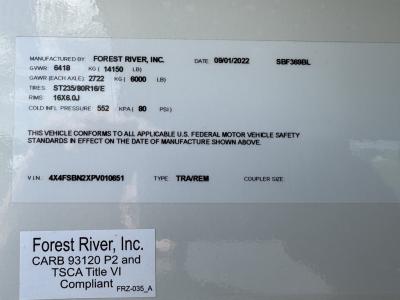 MANUFACTURED BY: FOREST RIVER, INC. DATE: 09/01/2022 SBF369BL
GVWR: 6418 KG ( 14150 LB)
GAWR (EACH AXLE): 2722 KG ( 6000 LB)
TIRES: ST235/80R16/E
RIMS: 16X6.0J
COLD INFL. PRESSURE: 552 KPA ( 80 PSI)
THIS VEHICLE CONFORMS TO ALL APPLICABLE U.S. FEDERAL MOTOR VEHICLE SAFETY
STANDARDS IN EFFECT ON THE DATE OF MANUFACTURE SHOWN ABOVE.
V.I.N.: 4X4FSBN2XPV010651 TYPE: TRA/REM COUPLER SIZE:
Forest River, Inc.
CARB 93120 P2 and
TSCA Title VI
Compliant FRZ-035_A